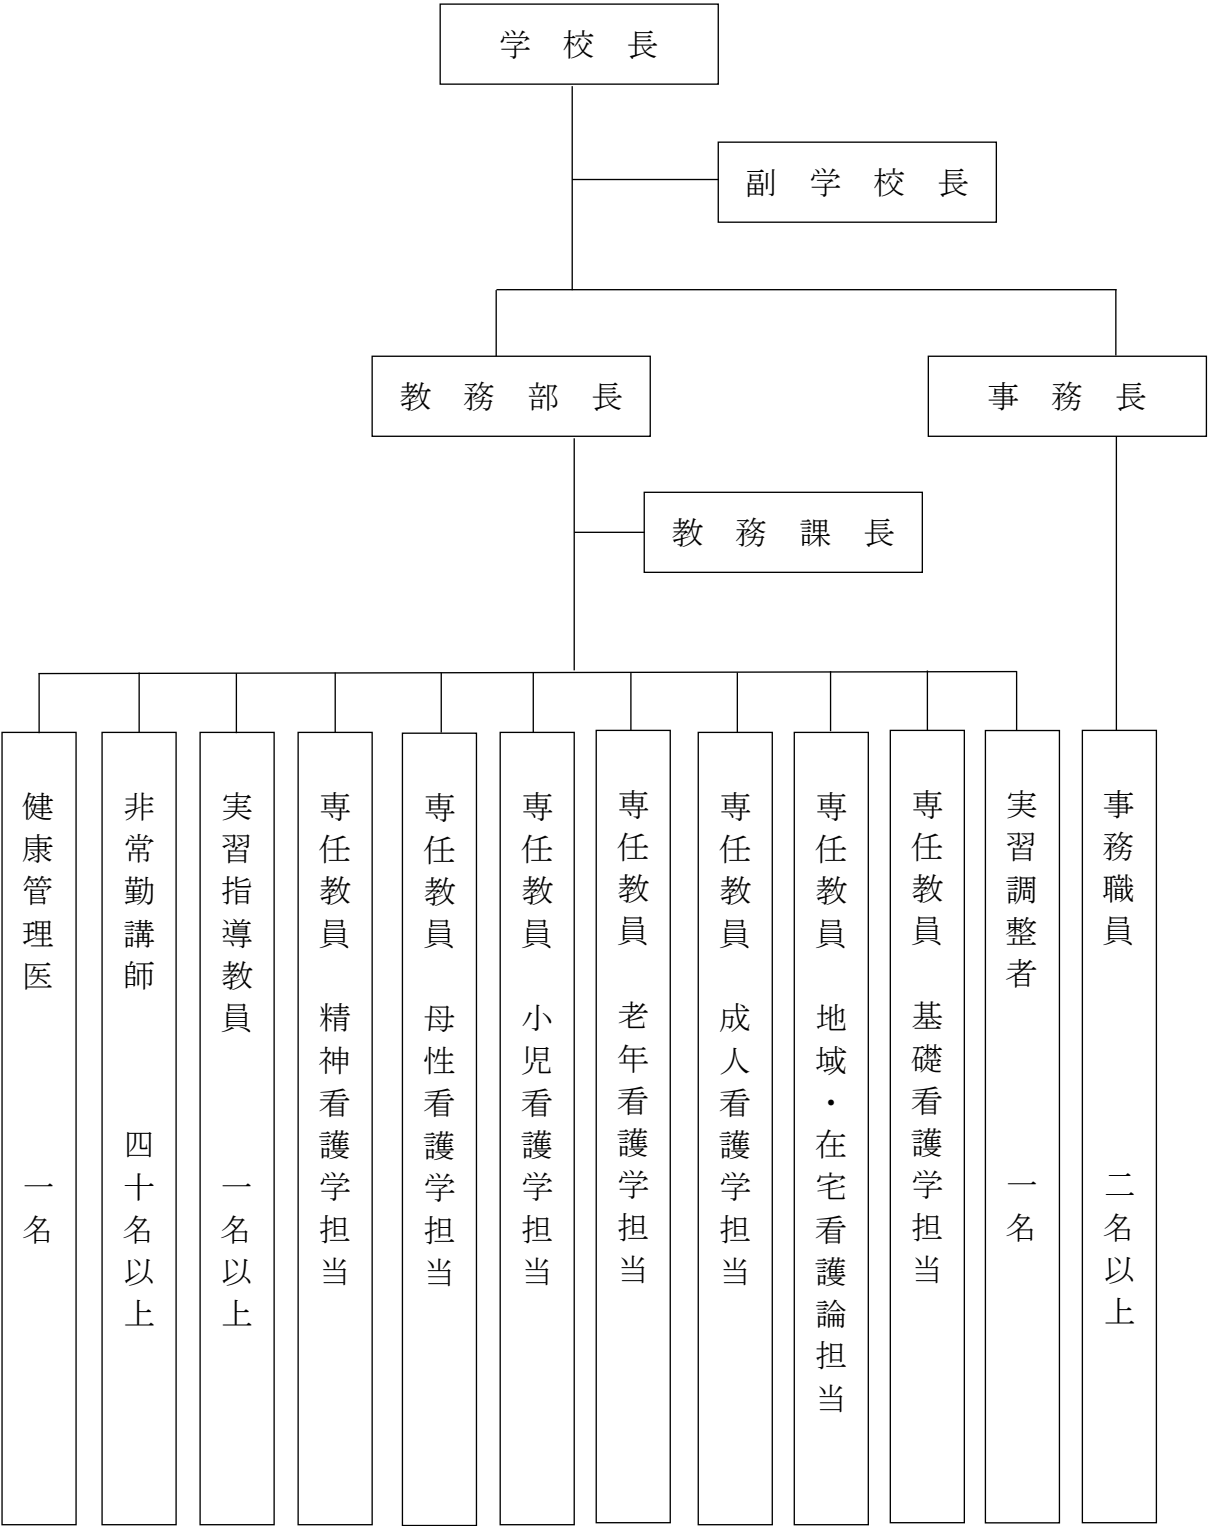 学校長
副学校長
教務部長
事務長
教務課長
事務職員　二名以上
実習調整者　一名
専任教員　基礎看護学担当
専任教員　地域・在宅看護論担当
専任教員　成人看護学担当
専任教員　老年看護学担当
専任教員　小児看護学担当
専任教員　母性看護学担当
専任教員　精神看護学担当
実習指導教員　一名以上
非常勤講師　四十名以上
健康管理医　一名